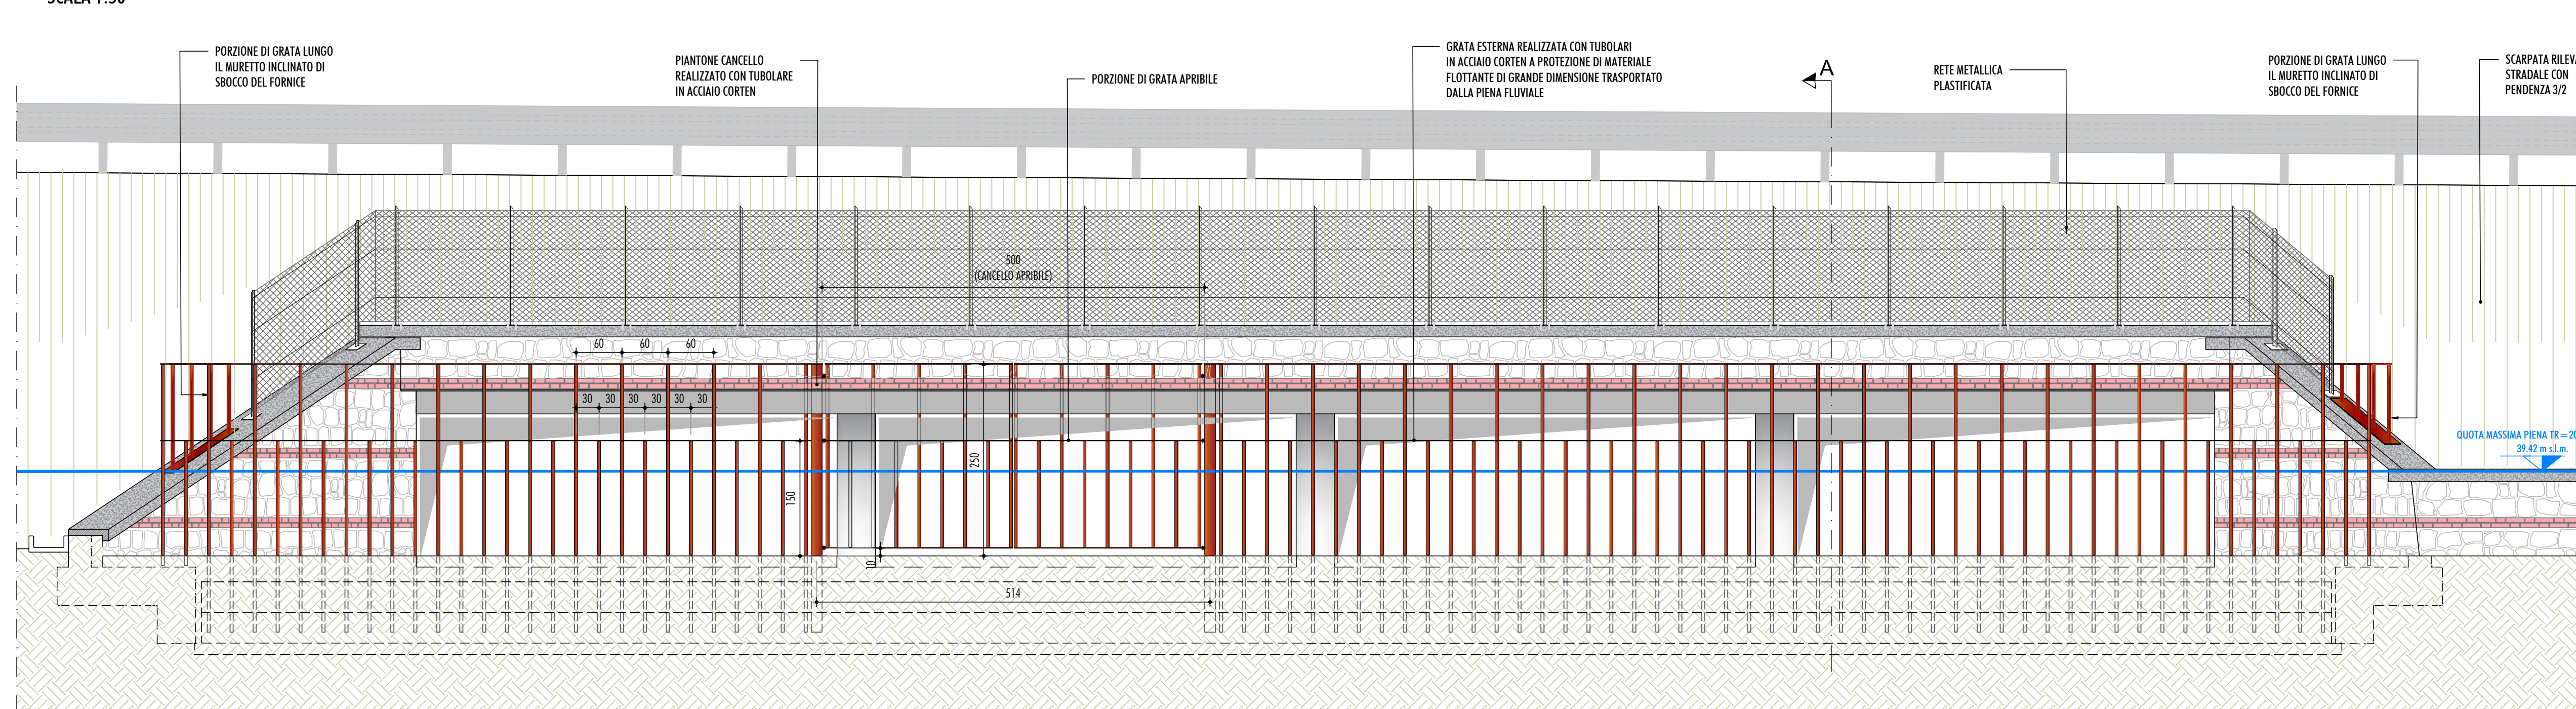 PORZIONE DI GRATA LUNGO
IL MURETTO INCLINATO DI
SBOCCO DEL FORNICE
PIANTONE CANCELLO
REALIZZATO CON TUBOLARE
IN ACCIAIO CORTEN
PORZIONE DI GRATA APRIBILE
GRATA ESTERNA REALIZZATA CON TUBOLARI
IN ACCIAIO CORTEN A PROTEZIONE DI MATERIALE
FLOTTANTE DI GRANDE DIMENSIONE TRASPORTATO
DALLA PIENA FLUVIALE
A
RETE METALLICA
PLASTIFICATA
PORZIONE DI GRATA LUNGO
IL MURETTO INCLINATO DI
SBOCCO DEL FORNICE
SCARPATA
STRADALE CON
PENDENZA 3/2
500
(CANCELLO APRIBILE)
60 60 60
30 30 30 30 30 30
150
250
10
514
QUOTA MASSIMA PIENA
39.42 m s.l.m.